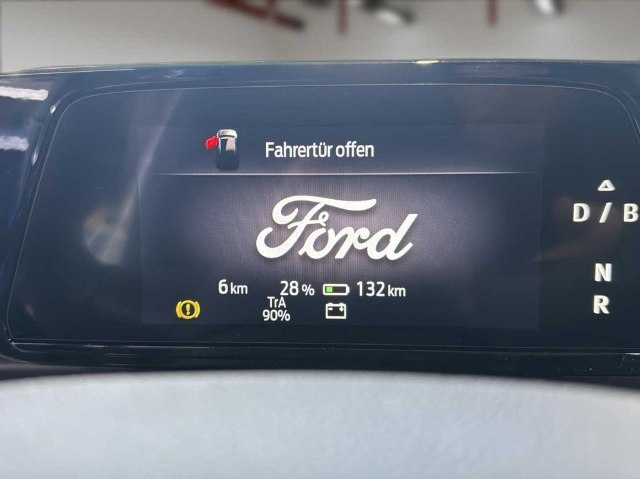 Fahrertür offen
Ford
D / B
N
R
6 km 28 % 132 km
TrA
90%